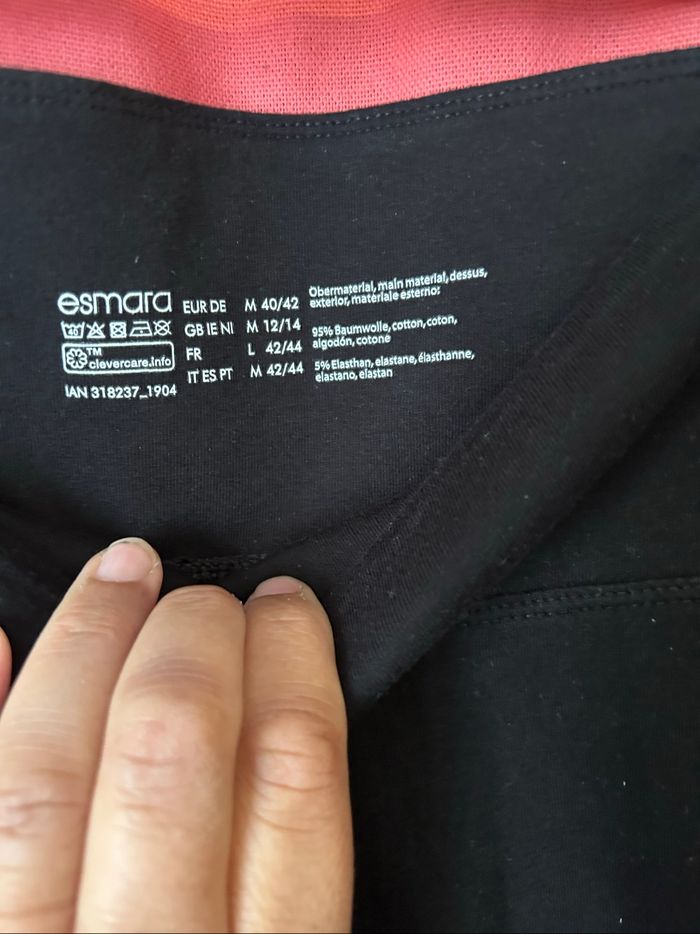 esmara
40
TM
clevercare.info
IAN 318237_1904
EUR DE M 40/42
GB IE NI M 12/14
FR L 42/44
IT ES PT M 42/44
Obermaterial, main material, dessus,
exterior, materiale esterno:
95% Baumwolle, cotton, coton,
algodón, cotone
5% Elasthan, elastane, élasthanne,
elastano, elastan